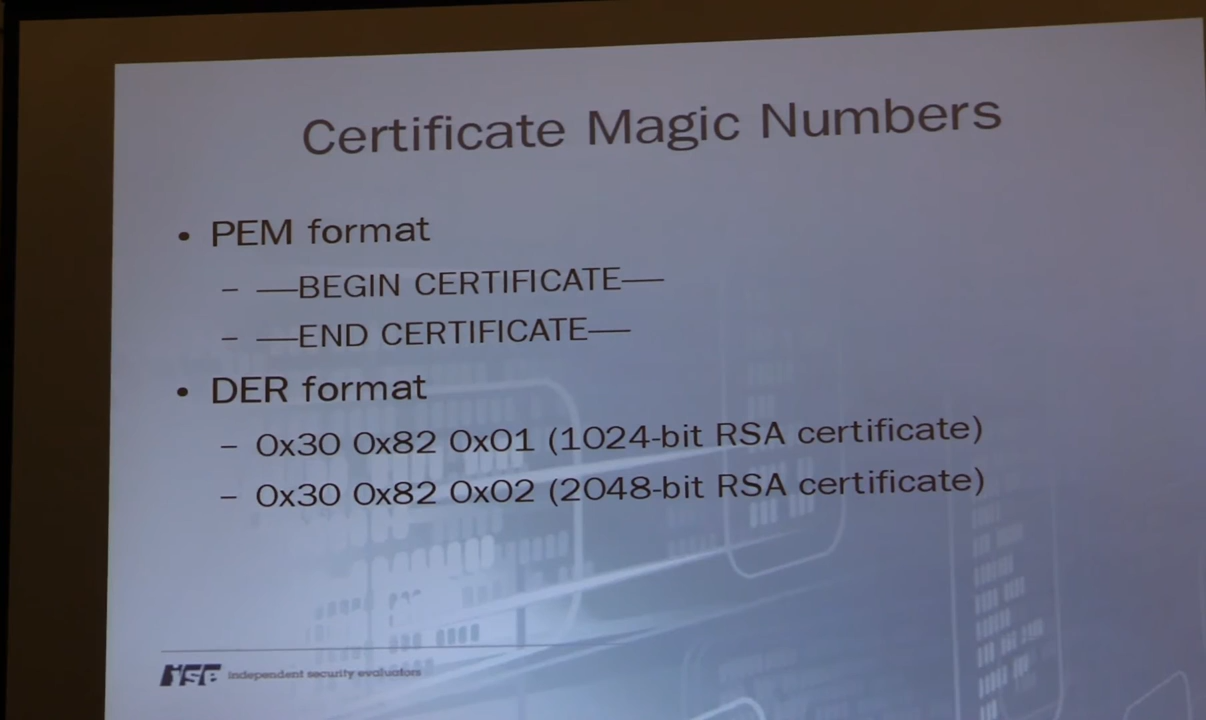 Certificate Magic Numbers
• PEM format
– —BEGIN CERTIFICATE—
– —END CERTIFICATE—
• DER format
– 0x30 0x82 0x01 (1024-bit RSA certificate)
– 0x30 0x82 0x02 (2048-bit RSA certificate)
ise independent security evaluators